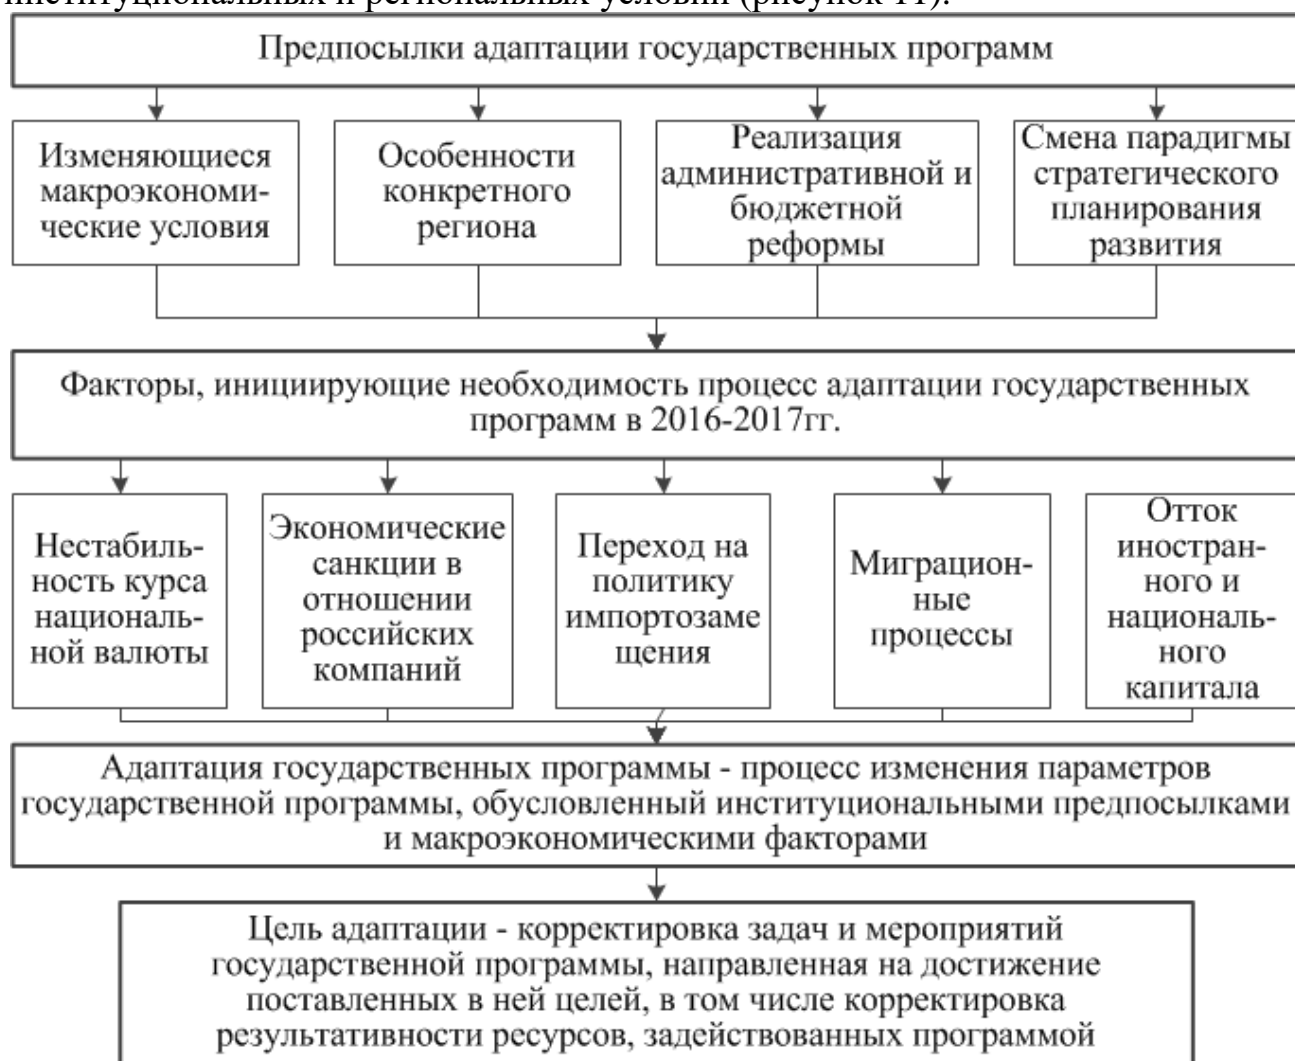 институциональных и региональных условий (рисунок 11).
Предпосылки адаптации государственных программ
Изменяющиеся
макроэкономи-
ческие условия
Особенности
конкретного
региона
Реализация
административной и
бюджетной
реформы
Смена парадигмы
стратегического
планирования
развития
Факторы, инициирующие необходимость процесс адаптации государственных
программ в 2016-2017гг.
Нестабиль-
ность курса
националь-
ной валюты
Экономические
санкции в
отношении
российских
компаний
Переход на
политику
импортозаме
щения
Миграцион-
ные
процессы
Отток
иностран-
ного и
националь-
ного
капитала
Адаптация государственных программы - процесс изменения параметров
государственной программы, обусловленный институциональными предпосылками
и макроэкономическими факторами
Цель адаптации - корректировка задач и мероприятий
государственной программы, направленная на достижение
поставленных в ней целей, в том числе корректировка
результативности ресурсов, задействованных программой